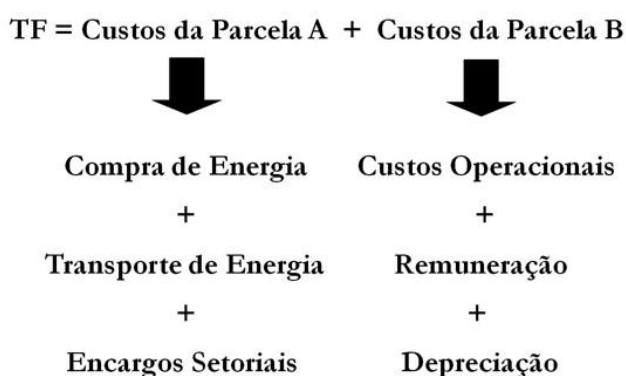 TF = Custos da Parcela A + Custos da Parcela B
Compra de Energia Custos Operacionais
+ +
Transporte de Energia Remuneração
+ +
Encargos Setoriais Depreciação